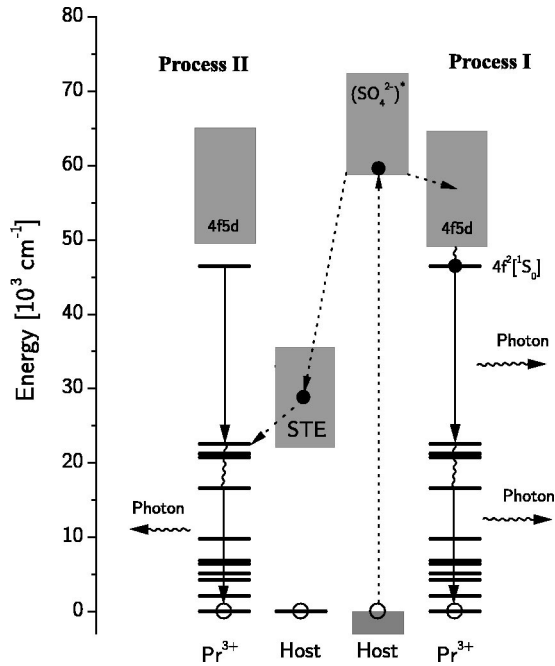 Process II
Process I
80
70
60
50
40
30
20
10
0
Energy [10³ cm⁻¹]
(SO₄²⁻)*
4f5d
4f5d
4f²[¹S₀]
Photon
STE
Photon
Photon
Pr³⁺
Host
Host
Pr³⁺